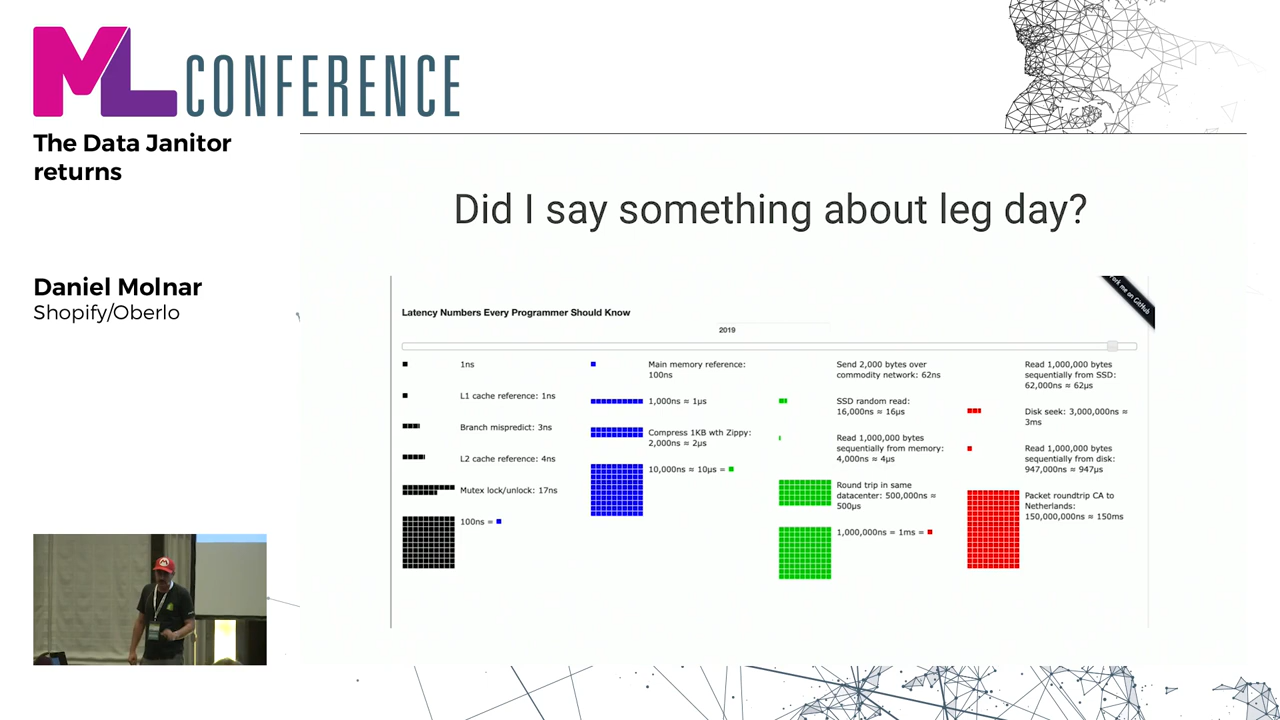 ML CONFERENCE
The Data Janitor
returns
Daniel Molnar
Shopify/Oberlo
Did I say something about leg day?
Fork me on GitHub
Latency Numbers Every Programmer Should Know
2019
1ns
L1 cache reference: 1ns
Branch mispredict: 3ns
L2 cache reference: 4ns
Mutex lock/unlock: 17ns
100ns =
Main memory reference:
100ns
1,000ns ≈ 1µs
Compress 1KB wth Zippy:
2,000ns ≈ 2µs
10,000ns ≈ 10µs =
Send 2,000 bytes over
commodity network: 62ns
SSD random read:
16,000ns ≈ 16µs
Read 1,000,000 bytes
sequentially from memory:
4,000ns ≈ 4µs
Round trip in same
datacenter: 500,000ns ≈
500µs
1,000,000ns = 1ms =
Read 1,000,000 bytes
sequentially from SSD:
62,000ns ≈ 62µs
Disk seek: 3,000,000ns ≈
3ms
Read 1,000,000 bytes
sequentially from disk:
947,000ns ≈ 947µs
Packet roundtrip CA to
Netherlands:
150,000,000ns ≈ 150ms